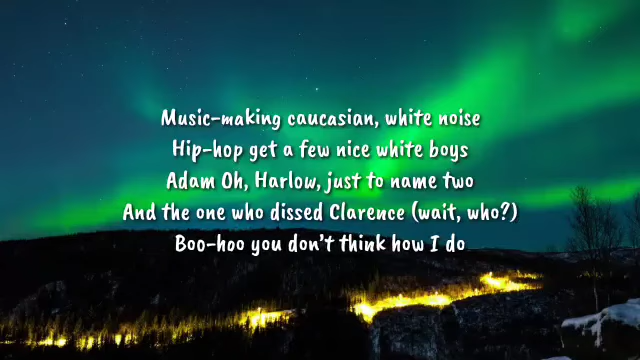 Music-making caucasian, white noise
Hip-hop get a few nice white boys
Adam Oh, Harlow, just to name two
And the one who dissed Clarence (wait, who?)
Boo-hoo you don't think how I do